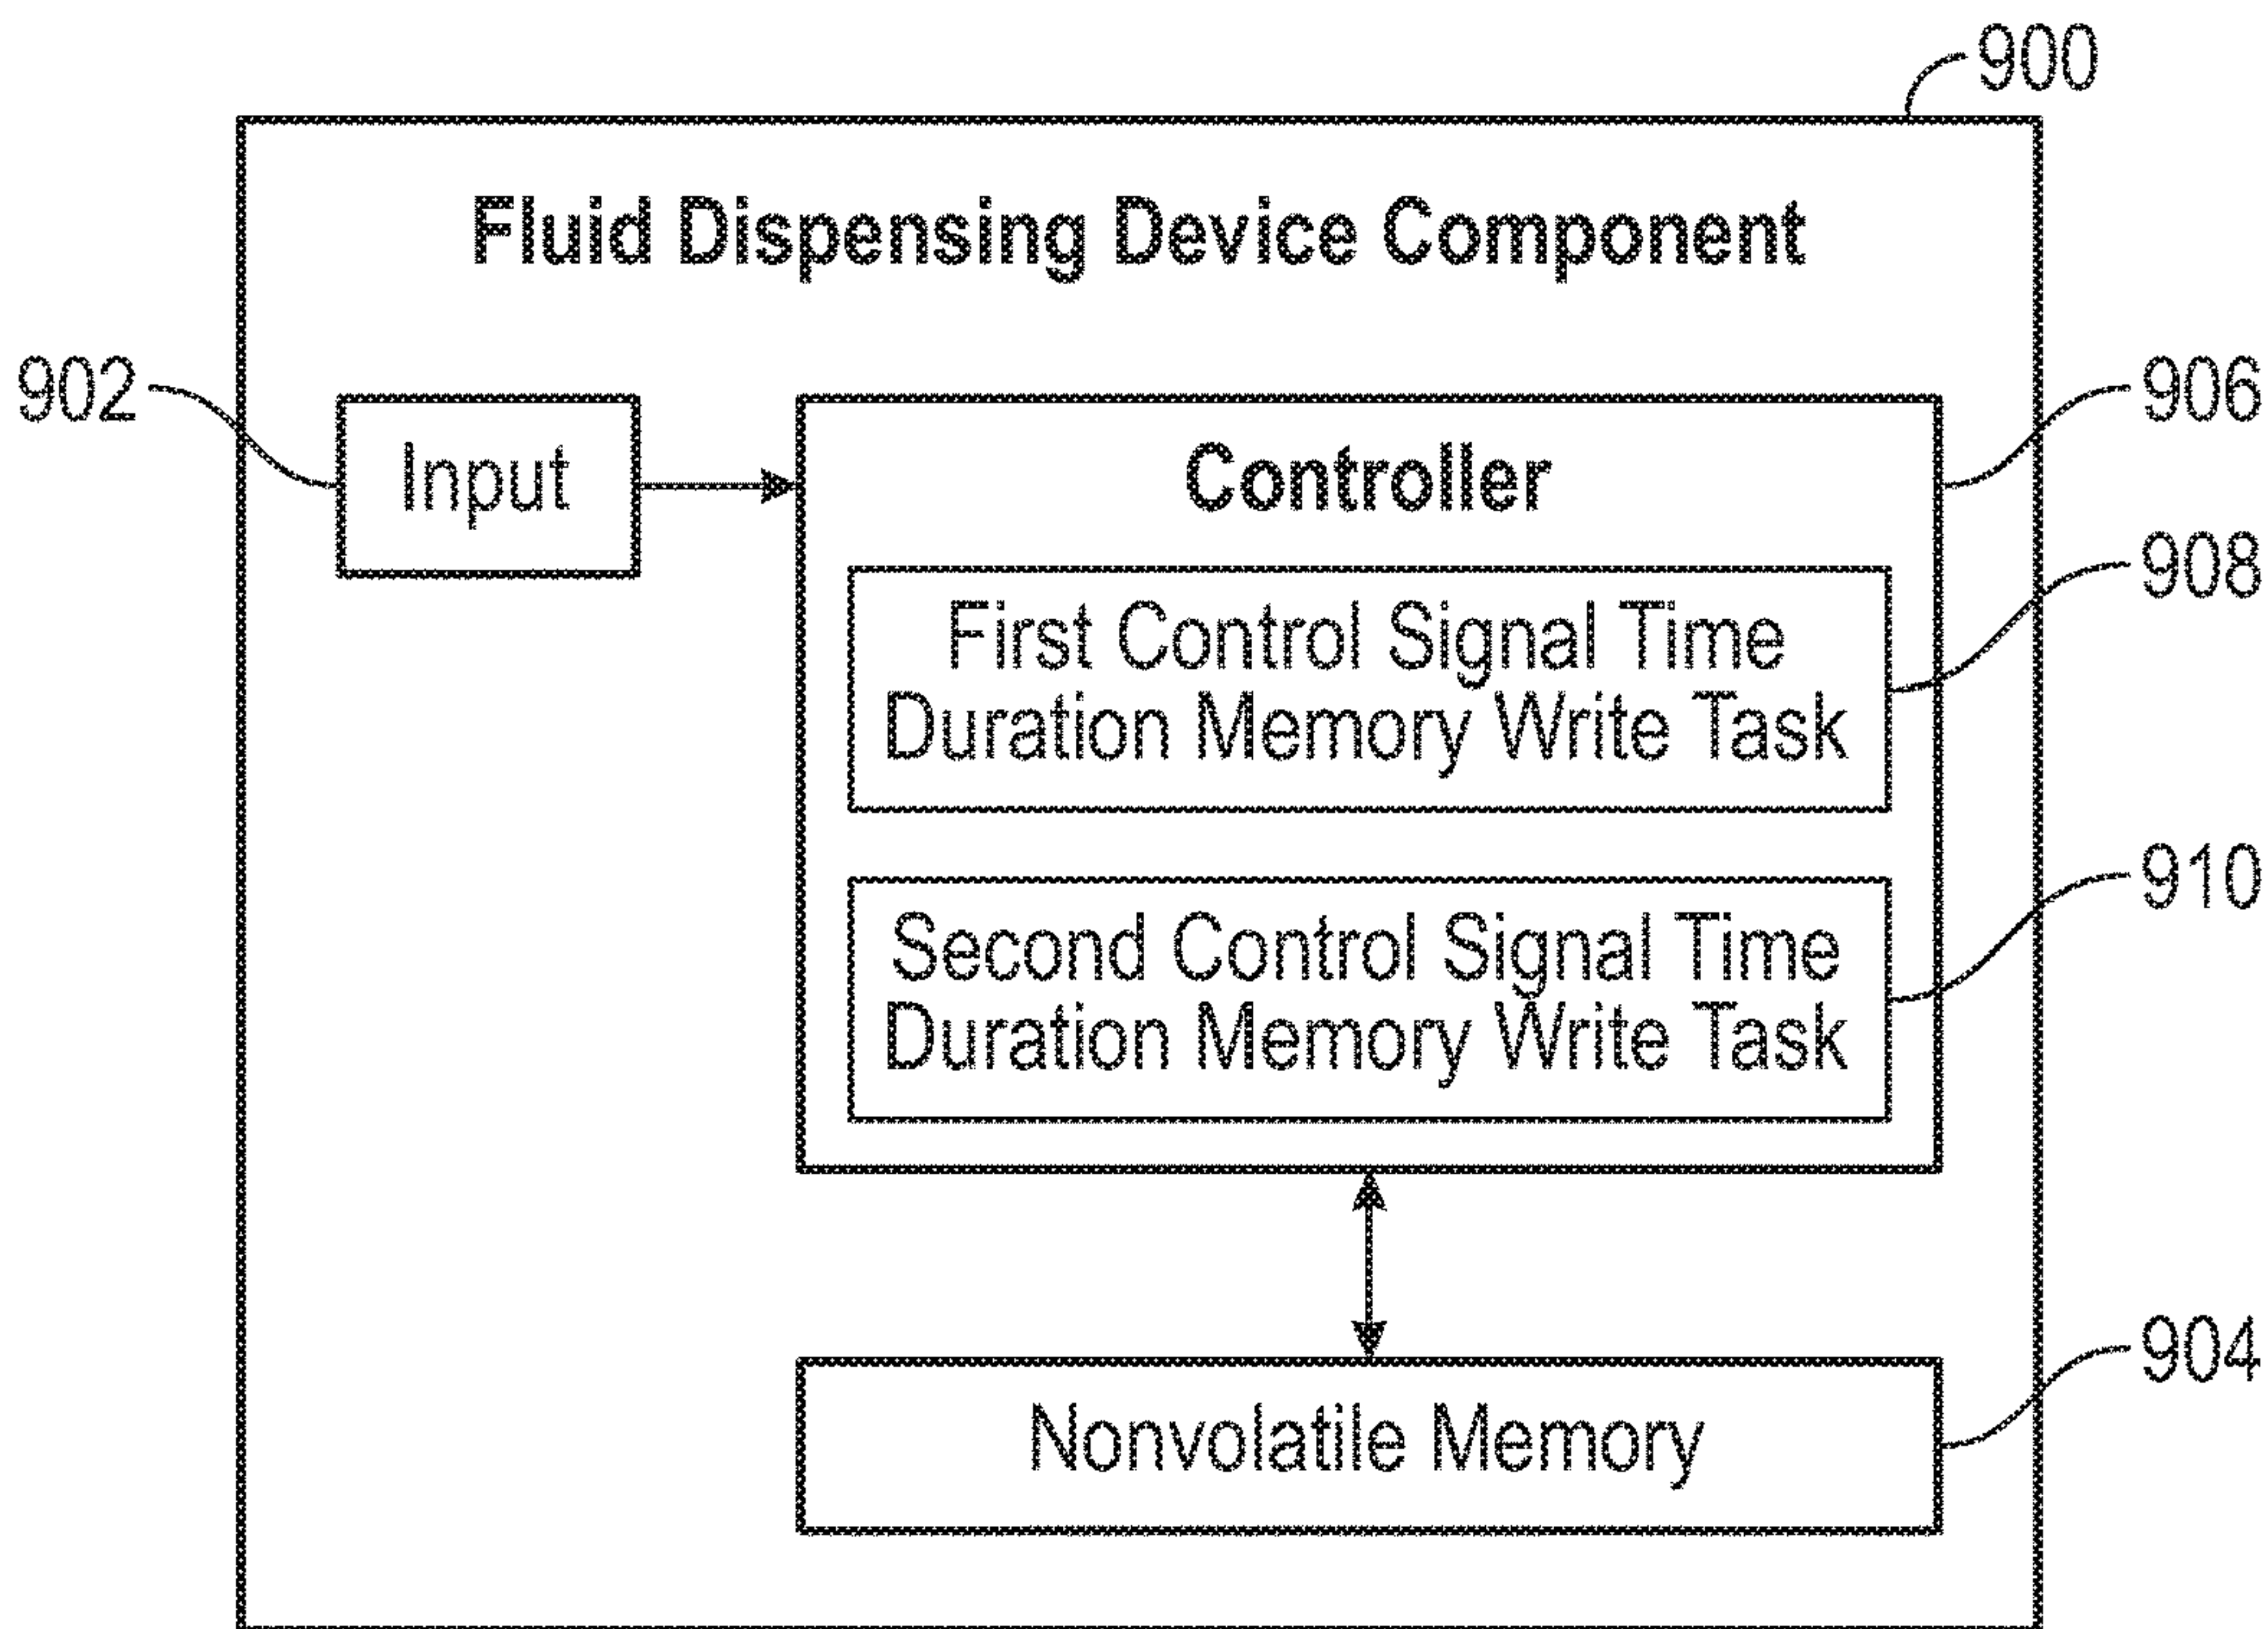 900
Fluid Dispensing Device Component
902
Input
Controller
906
First Control Signal Time
Duration Memory Write Task
908
Second Control Signal Time
Duration Memory Write Task
910
Nonvolatile Memory
904